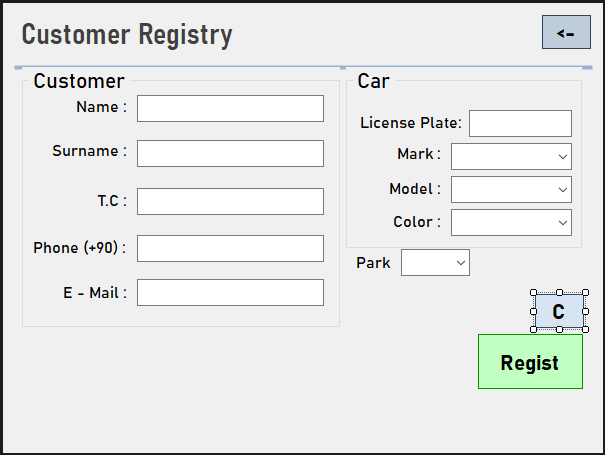 Customer Registry
<-
Customer
Name :
Surname :
T.C :
Phone (+90) :
E - Mail :
Car
License Plate:
Mark :
Model :
Color :
Park
C
Regist